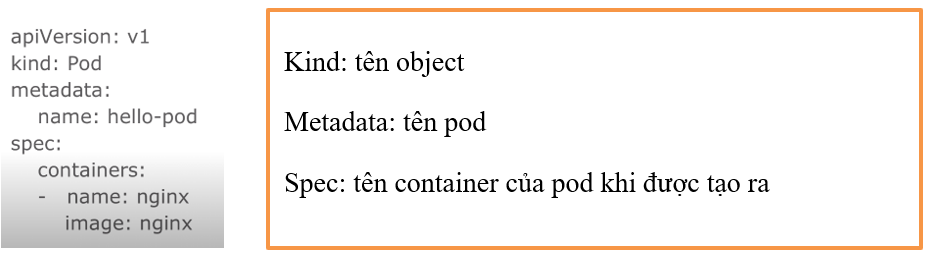 apiVersion: v1
kind: Pod
metadata:
name: hello-pod
spec:
containers:
- name: nginx
image: nginx
Kind: tên object
Metadata: tên pod
Spec: tên container của pod khi được tạo ra